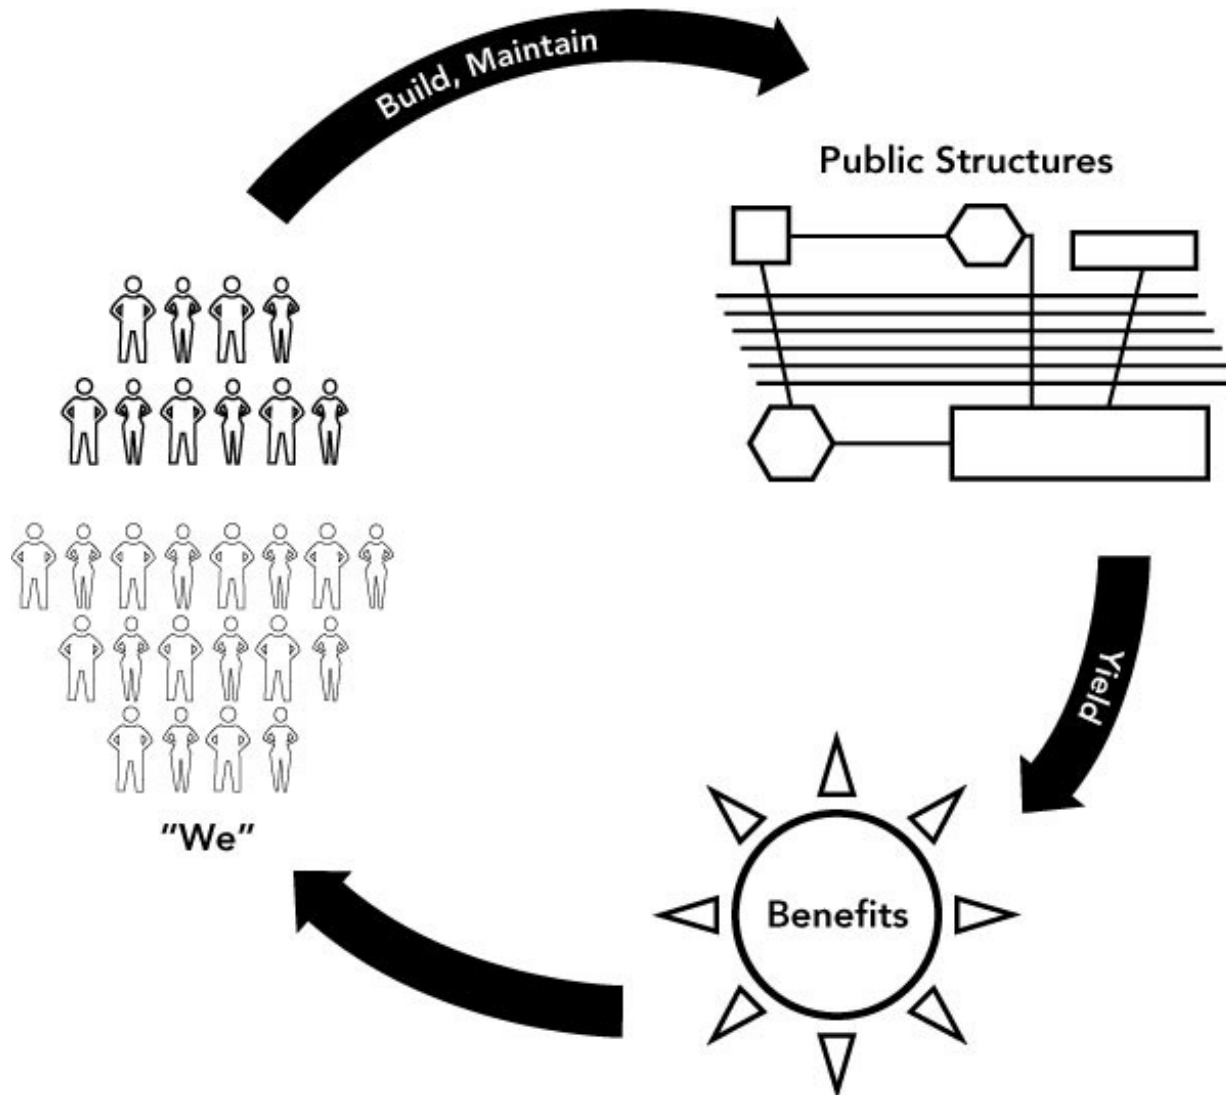 Build, Maintain
Public Structures
Yield
Benefits
“We”